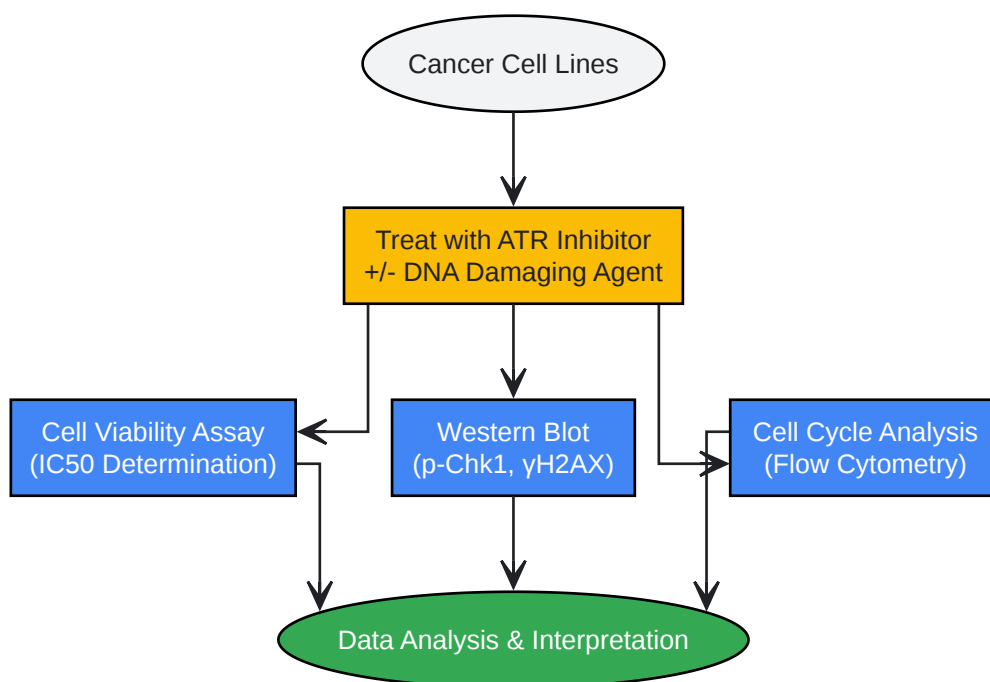 Cancer Cell Lines
Treat with ATR Inhibitor
+/- DNA Damaging Agent
Cell Viability Assay
(IC50 Determination)
Western Blot
(p-Chk1, γH2AX)
Cell Cycle Analysis
(Flow Cytometry)
Data Analysis & Interpretation